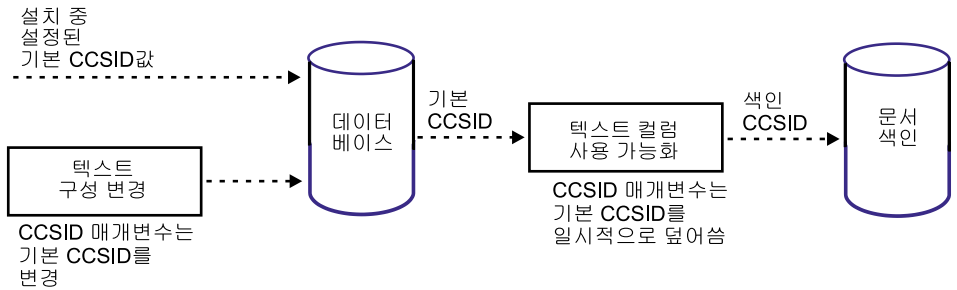 설치 중
설정된
기본 CCSID값
데이터
베이스
기본
CCSID
텍스트 컬럼
사용 가능화
색인
CCSID
문서
색인
텍스트
구성 변경
CCSID 매개변수는
기본 CCSID를
변경
CCSID 매개변수는
기본 CCSID를
일시적으로 덮어씀